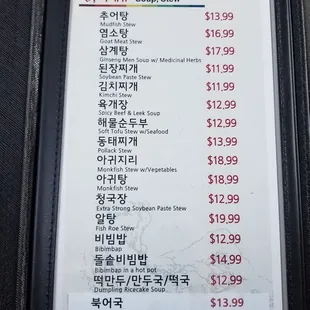 Soup, Stew
추어탕 $13.99
Mudfish Stew
염소탕 $16.99
Goat Meat Stew
삼계탕 $17.99
Ginseng Men Soup w/ Medicinal Herbs
된장찌개 $11.99
Soybean Paste Stew
김치찌개 $11.99
Kimchi Stew
육개장 $12.99
Spicy Beef & Leek Soup
해물순두부 $12.99
Soft Tofu Stew w/Seafood
동태찌개 $13.99
Pollack Stew
아귀지리 $18.99
Monkfish Stew w/Vegetables
아귀탕 $18.99
Monkfish Stew
청국장 $12.99
Extra Strong Soybean Paste Stew
알탕 $19.99
Fish Roe Stew
비빔밥 $12.99
Bibimbap
돌솥비빔밥 $14.99
Bibimbap in a hot pot
떡만두/만두국/떡국 $12.99
Dumpling Ricecake Soup
북어국 $13.99